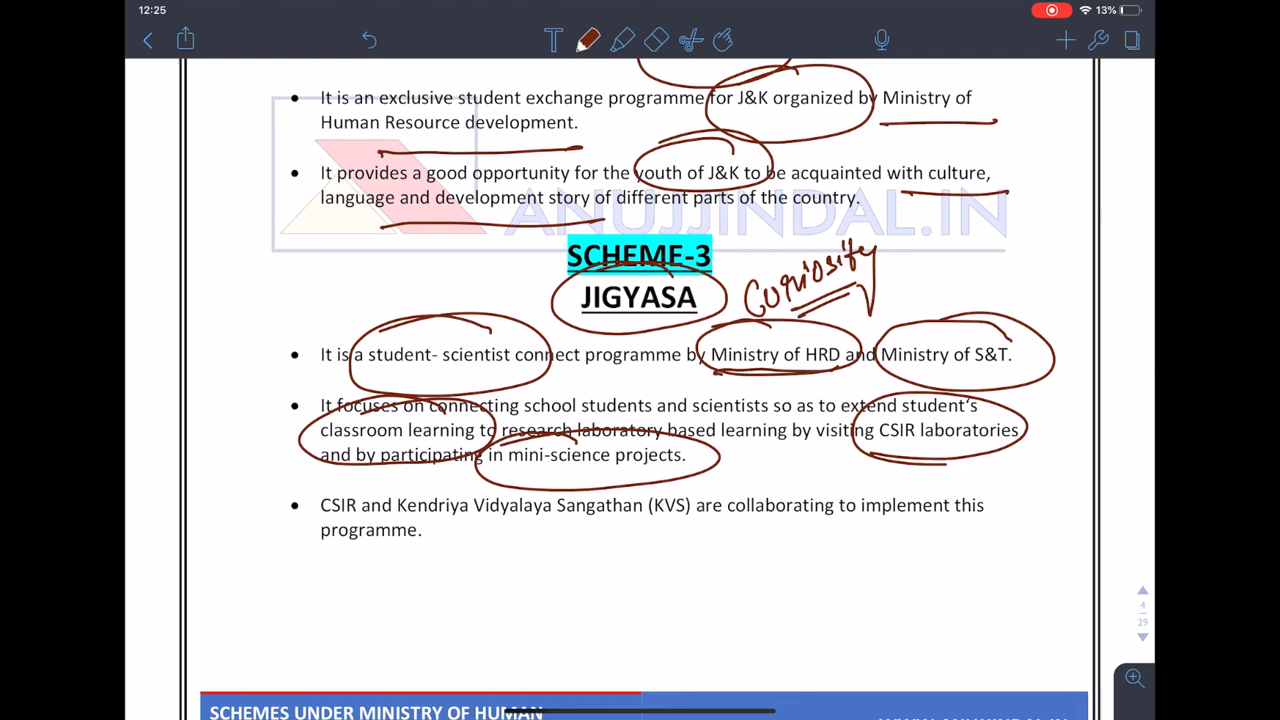 12:25
13%
T
It is an exclusive student exchange programme for J&K organized by Ministry of
Human Resource development.
It provides a good opportunity for the youth of J&K to be acquainted with culture,
language and development story of different parts of the country.
ANUJJINDAL.IN
SCHEME-3
JIGYASA
Curiosity
It is a student- scientist connect programme by Ministry of HRD and Ministry of S&T.
It focuses on connecting school students and scientists so as to extend student's
classroom learning to research laboratory based learning by visiting CSIR laboratories
and by participating in mini-science projects.
CSIR and Kendriya Vidyalaya Sangathan (KVS) are collaborating to implement this
programme.
4
29
SCHEMES UNDER MINISTRY OF HUMAN